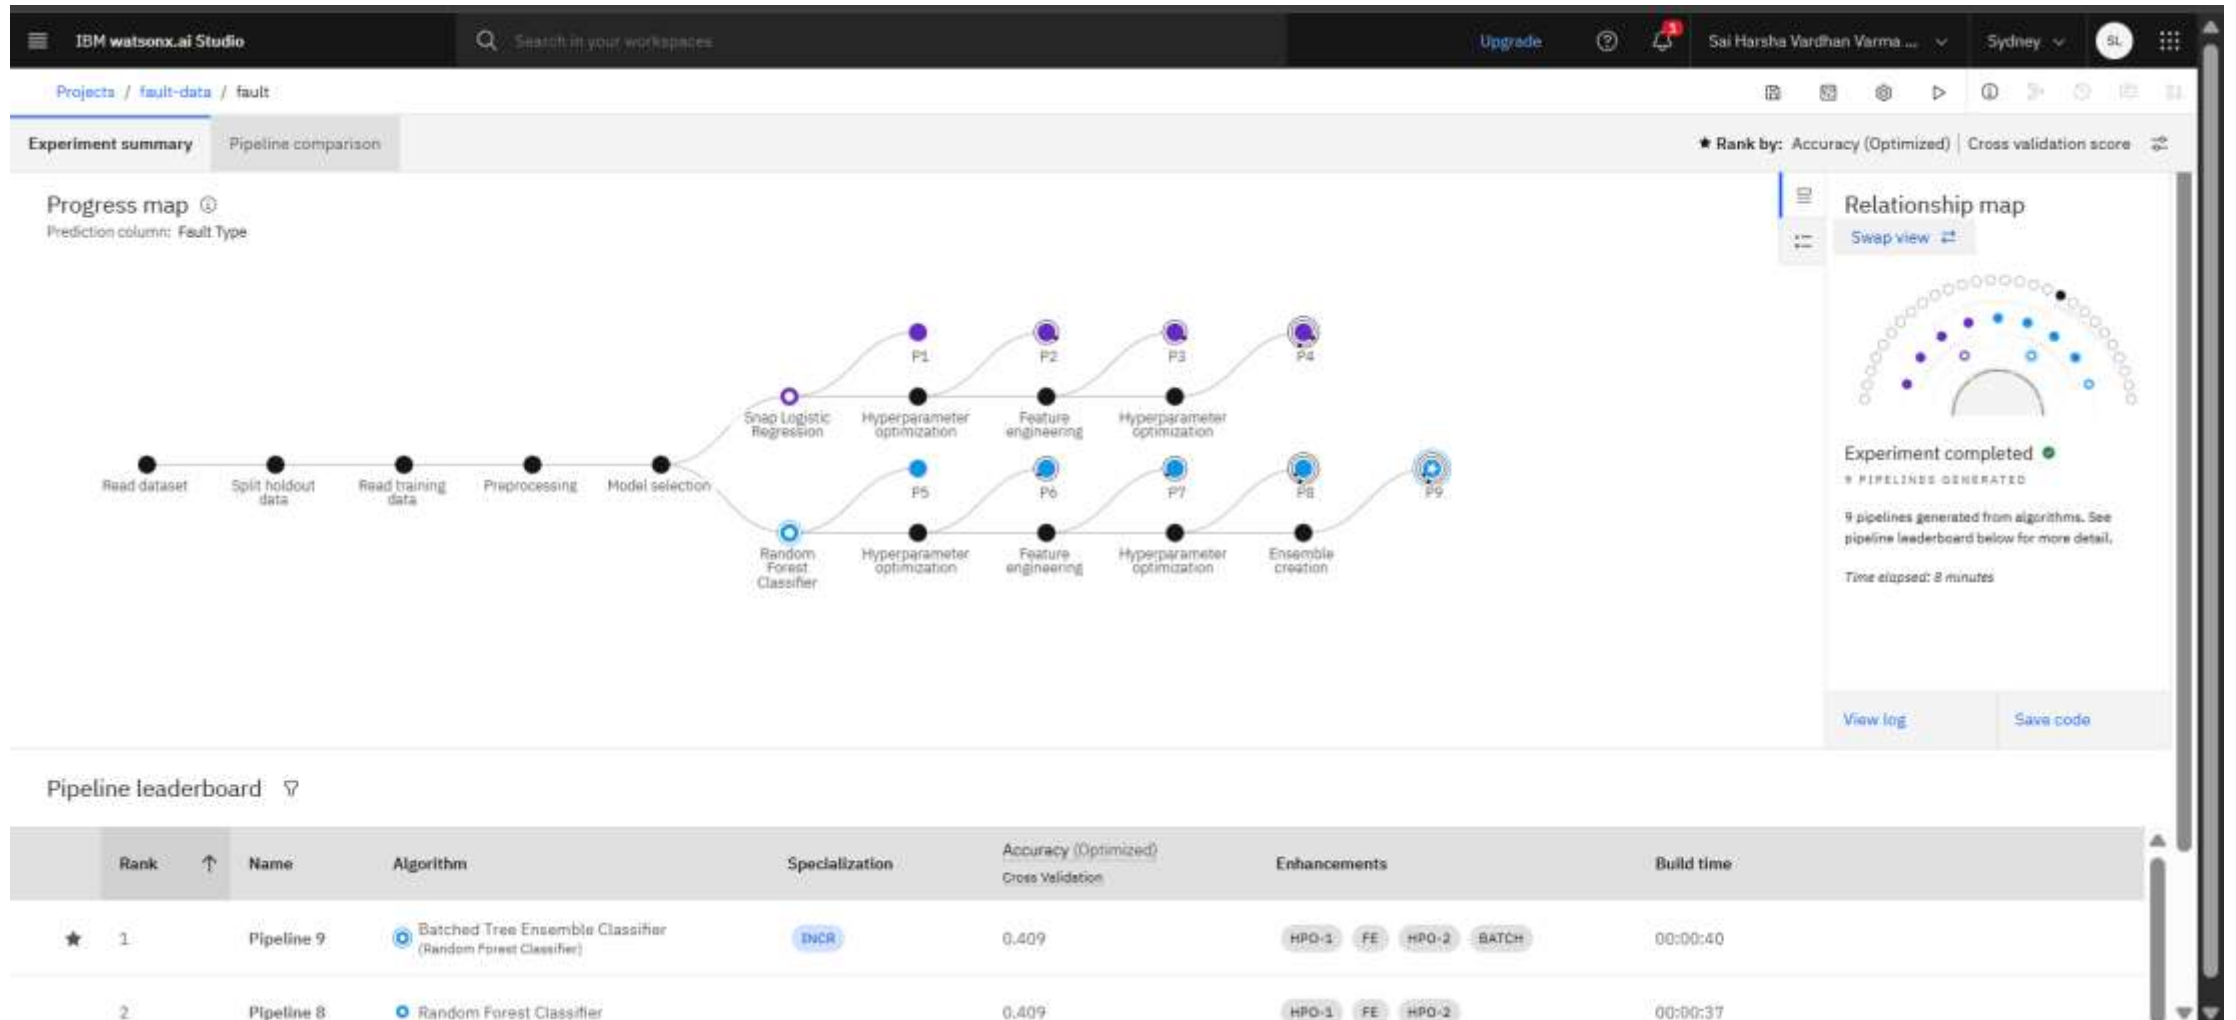 IBM watsonx.ai Studio
Search in your workspaces
Upgrade
Sai Harsha Vardhan Varma ...
Sydney
SL
Projects / fault-data / fault
Experiment summary
Pipeline comparison
★ Rank by: Accuracy (Optimized) | Cross validation score
Progress map
Prediction column: Fault Type
Relationship map
Swap view
P1
P2
P3
P4
Snap Logistic
Regression
Hyperparameter
optimization
Feature
engineering
Hyperparameter
optimization
Read dataset
Split holdout
data
Read training
data
Preprocessing
Model selection
P5
P6
P7
P8
P9
Random
Forest
Classifier
Hyperparameter
optimization
Feature
engineering
Hyperparameter
optimization
Ensemble
creation
Experiment completed
9 PIPELINES GENERATED
9 pipelines generated from algorithms. See
pipeline leaderboard below for more detail.
Time elapsed: 8 minutes
View log
Save code
Pipeline leaderboard
Rank
Name
Algorithm
Specialization
Accuracy (Optimized)
Cross Validation
Enhancements
Build time
1
Pipeline 9
Batched Tree Ensemble Classifier
(Random Forest Classifier)
INCR
0.409
HPO-1 FE HPO-2 BATCH
00:00:40
2
Pipeline 8
Random Forest Classifier
0.409
HPO-1 FE HPO-2
00:00:37